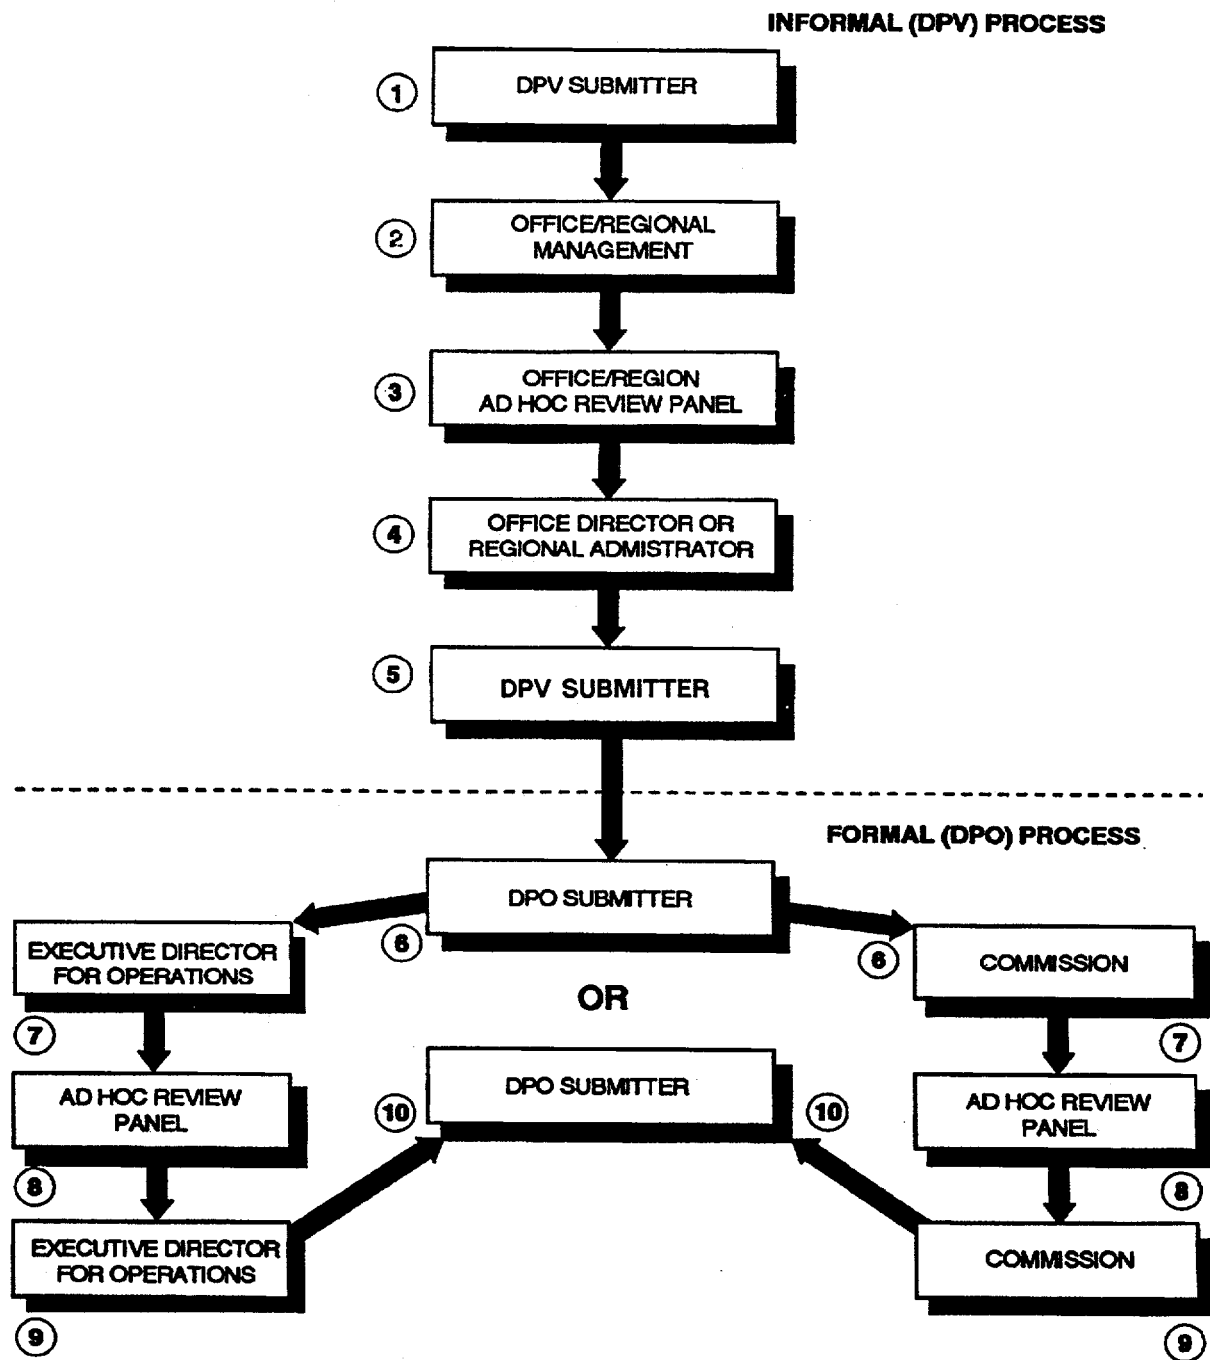 INFORMAL (DPV) PROCESS
1
DPV SUBMITTER
2
OFFICE/REGIONAL
MANAGEMENT
3
OFFICE/REGION
AD HOC REVIEW PANEL
4
OFFICE DIRECTOR OR
REGIONAL ADMISTRATOR
5
DPV SUBMITTER
FORMAL (DPO) PROCESS
DPO SUBMITTER
6
6
EXECUTIVE DIRECTOR
FOR OPERATIONS
COMMISSION
OR
7
7
DPO SUBMITTER
10
10
AD HOC REVIEW
PANEL
AD HOC REVIEW
PANEL
8
8
EXECUTIVE DIRECTOR
FOR OPERATIONS
COMMISSION
9
9